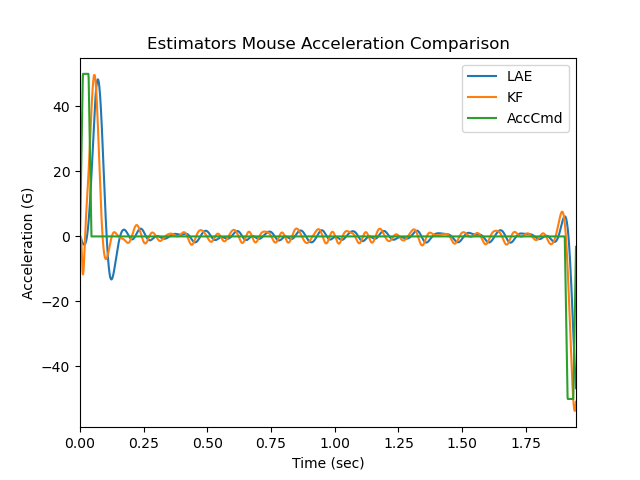 Estimators Mouse Acceleration Comparison
LAE
KF
AccCmd
Acceleration (G)
40
20
0
−20
−40
0.00 0.25 0.50 0.75 1.00 1.25 1.50 1.75
Time (sec)